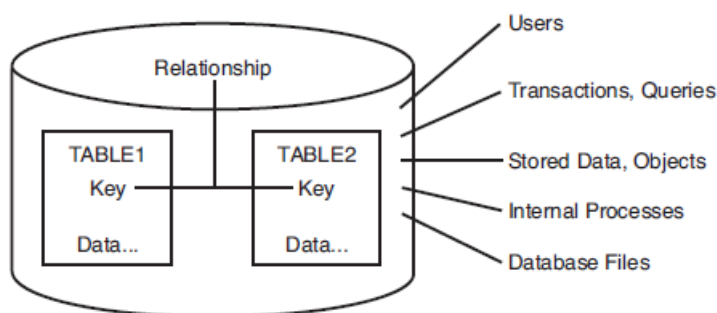 Users
Relationship
Transactions, Queries
TABLE1
TABLE2
Stored Data, Objects
Key
Key
Internal Processes
Data...
Data...
Database Files